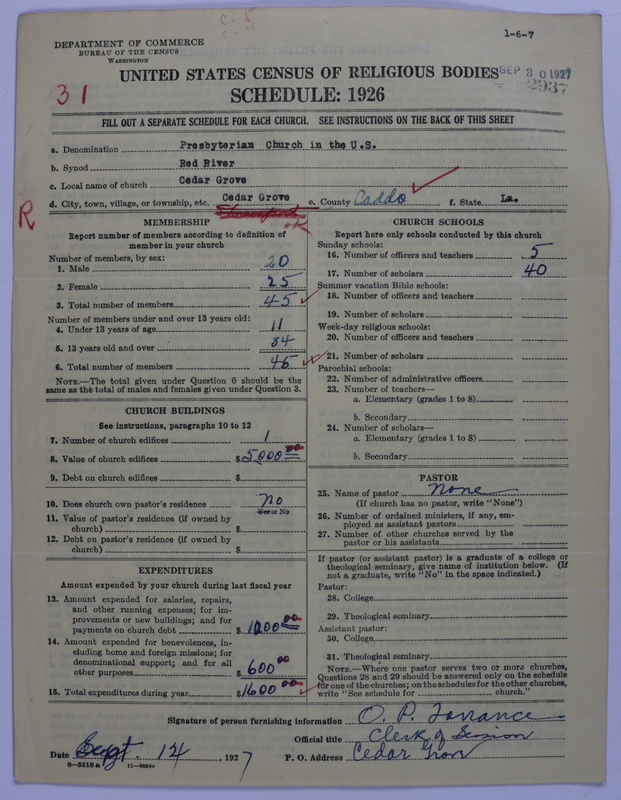 1-6-7
DEPARTMENT OF COMMERCE
BUREAU OF THE CENSUS
WASHINGTON
UNITED STATES CENSUS OF RELIGIOUS BODIES
SEP 30 1927
2937
31
SCHEDULE: 1926
FILL OUT A SEPARATE SCHEDULE FOR EACH CHURCH. SEE INSTRUCTIONS ON THE BACK OF THIS SHEET
a. Denomination Presbyterian Church in the U.S.
b. Synod Red River
c. Local name of church Cedar Grove
d. City, town, village, or township, etc. Cedar Grove e. County Caddo f. State La.
R
MEMBERSHIP
Report number of members according to definition of
member in your church
Number of members, by sex:
1. Male 20
2. Female 25
3. Total number of members 45
Number of members under and over 13 years old:
4. Under 13 years of age 11
5. 13 years old and over 34
6. Total number of members 45
NOTE.—The total given under Question 6 should be the
same as the total of males and females given under Question 3.
CHURCH BUILDINGS
See instructions, paragraphs 10 to 12
7. Number of church edifices 1
8. Value of church edifices $5000 00
9. Debt on church edifices $
10. Does church own pastor's residence No
Yes or No
11. Value of pastor's residence (if owned by
church) $
12. Debt on pastor's residence (if owned by
church) $
EXPENDITURES
Amount expended by your church during last fiscal year
13. Amount expended for salaries, repairs,
and other running expenses; for im-
provements or new buildings; and for
payments on church debt $1000 00
14. Amount expended for benevolences, in-
cluding home and foreign missions; for
denominational support; and for all
other purposes $600 00
15. Total expenditures during year $1600 00
CHURCH SCHOOLS
Report here only schools conducted by this church
Sunday schools:
16. Number of officers and teachers 5
17. Number of scholars 40
Summer vacation Bible schools:
18. Number of officers and teachers
19. Number of scholars
Week-day religious schools:
20. Number of officers and teachers
21. Number of scholars
Parochial schools:
22. Number of administrative officers
23. Number of teachers—
a. Elementary (grades 1 to 8)
b. Secondary
24. Number of scholars—
a. Elementary (grades 1 to 8)
b. Secondary
PASTOR
25. Name of pastor None
(If church has no pastor, write "None")
26. Number of ordained ministers, if any, em-
ployed as assistant pastors
27. Number of other churches served by the
pastor or his assistants
If pastor (or assistant pastor) is a graduate of a college or
theological seminary, give name of institution below. (If
not a graduate, write "No" in the space indicated.)
Pastor:
28. College
29. Theological seminary
Assistant pastor:
30. College
31. Theological seminary
NOTE.—Where one pastor serves two or more churches,
Questions 28 and 29 should be answered only on the schedule
for one of the churches; on the schedules for the other churches,
write "See schedule for church."
Signature of person furnishing information O. P. Torrance
Official title Clerk of Session
Date Sept. 14, 1927 P. O. Address Cedar Grov
8—5518a 11—9264a